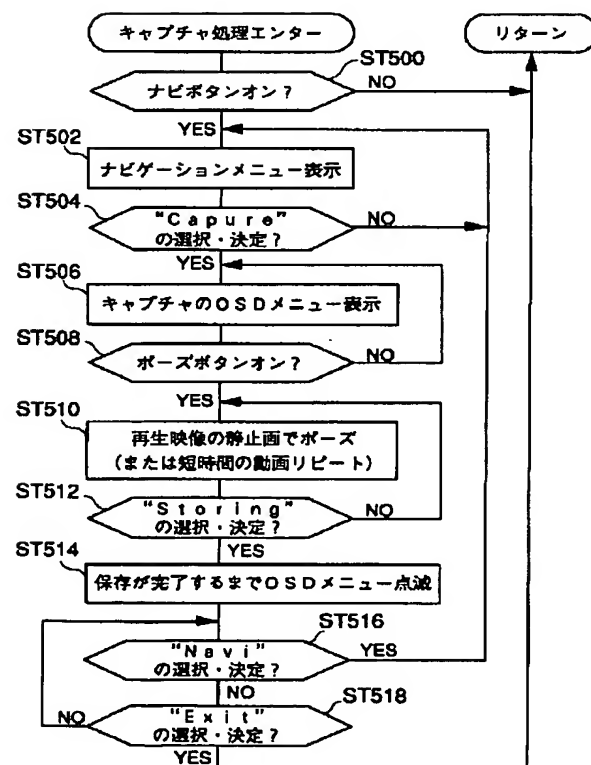 キャプチャ処理エンター
リターン
ST500
ナビボタンオン？
NO
YES
ST502
ナビゲーションメニュー表示
ST504
“Capure”
の選択・決定？
NO
YES
ST506
キャプチャのOSDメニュー表示
ST508
ポーズボタンオン？
NO
YES
ST510
再生映像の静止画でポーズ
（または短時間の動画リピート）
ST512
“Storing”
の選択・決定？
NO
YES
ST514
保存が完了するまでOSDメニュー点滅
ST516
“Navi”
の選択・決定？
YES
NO
ST518
“Exit”
の選択・決定？
NO
YES